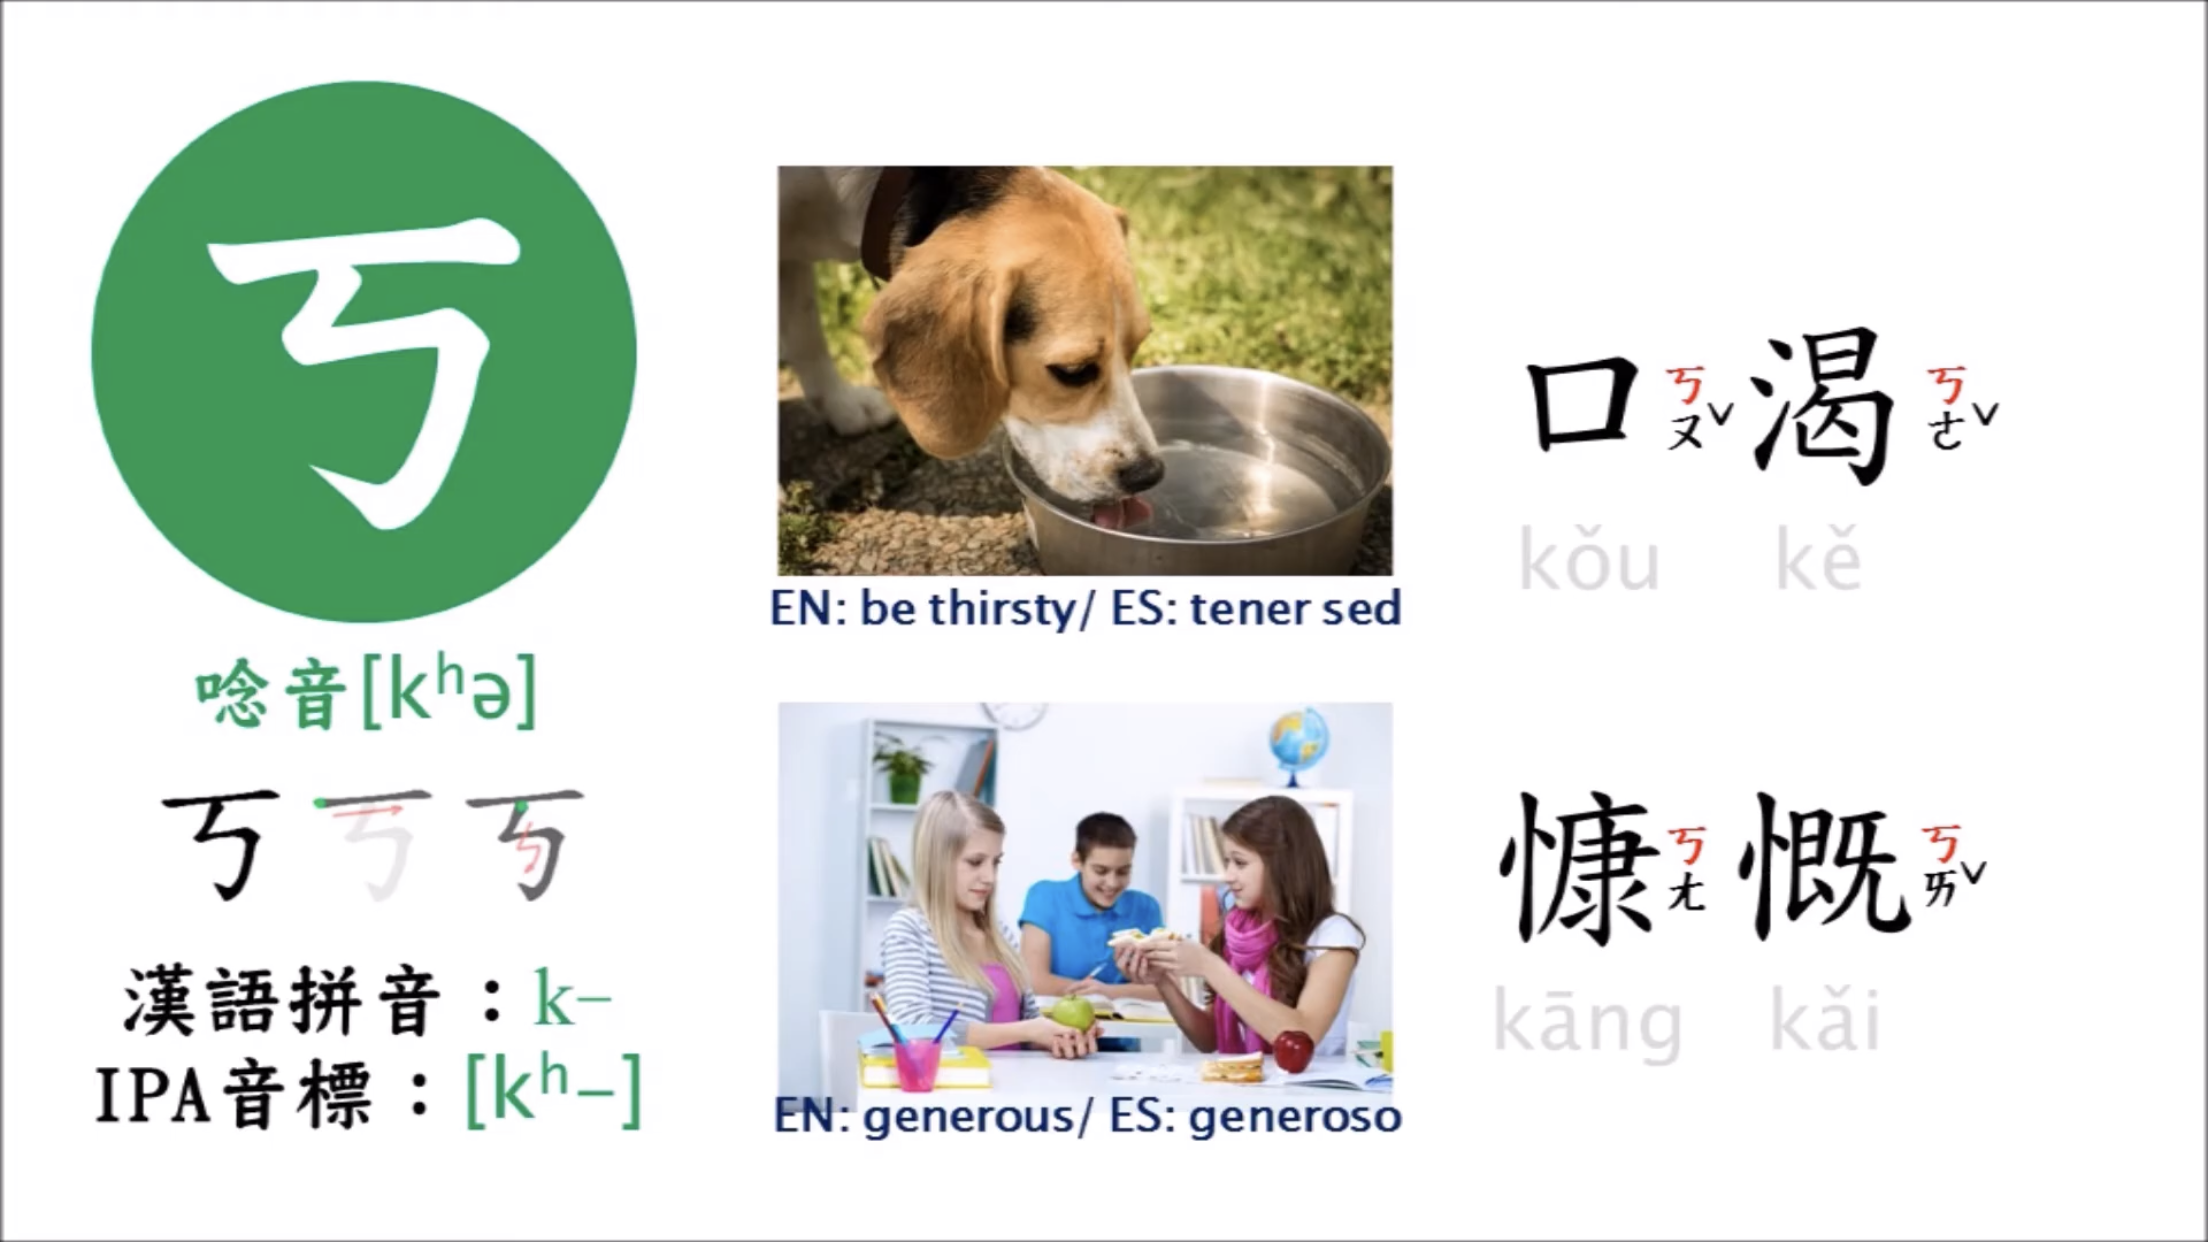 ㄎ
唸音[kʰə]
ㄎ ㄎ ㄎ
漢語拼音：k–
IPA音標：[kʰ–]
EN: be thirsty/ ES: tener sed
EN: generous/ ES: generoso
口ㄎㄡˇ渴ㄎㄜˇ
kǒu kě
慷ㄎㄤ慨ㄎㄞˇ
kāng kǎi